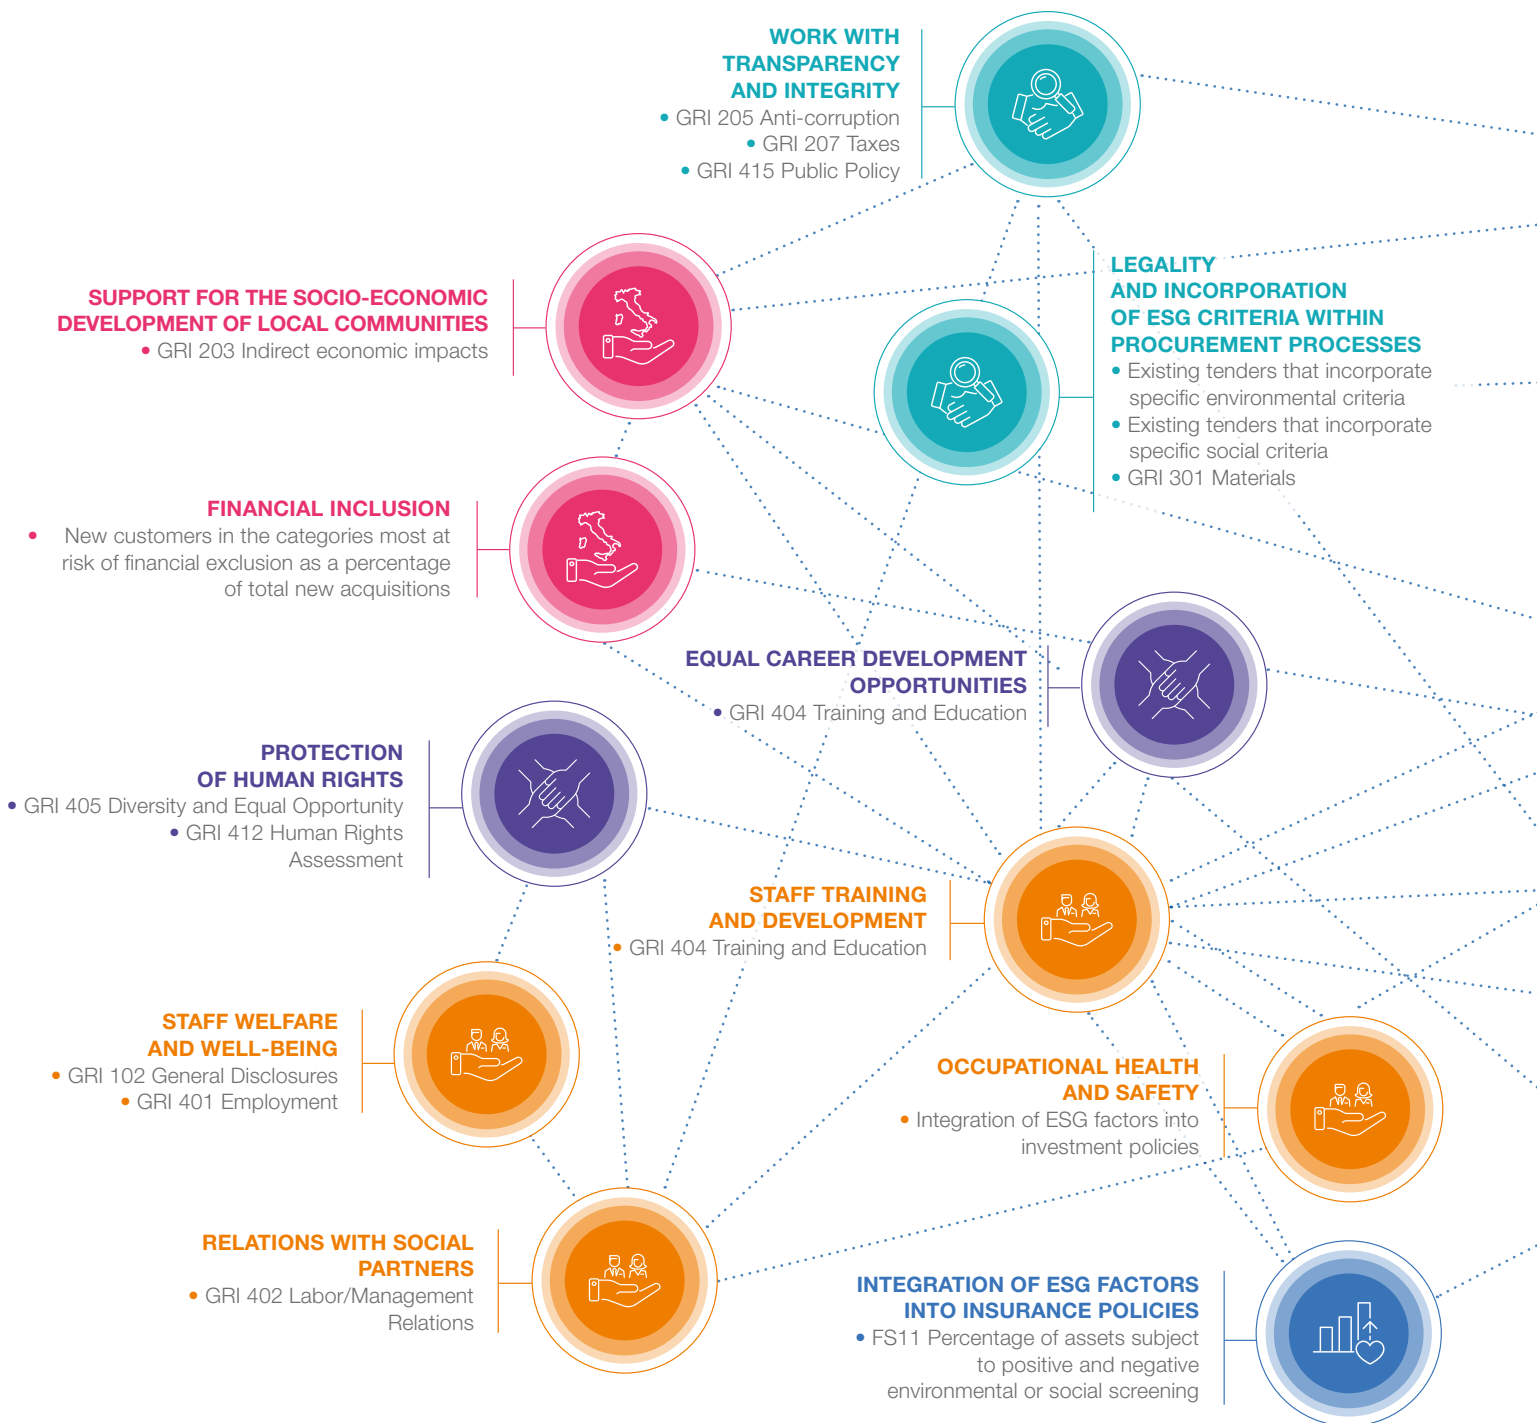 WORK WITH
TRANSPARENCY
AND INTEGRITY
• GRI 205 Anti-corruption
• GRI 207 Taxes
• GRI 415 Public Policy
SUPPORT FOR THE SOCIO-ECONOMIC
DEVELOPMENT OF LOCAL COMMUNITIES
• GRI 203 Indirect economic impacts
LEGALITY
AND INCORPORATION
OF ESG CRITERIA WITHIN
PROCUREMENT PROCESSES
• Existing tenders that incorporate
specific environmental criteria
• Existing tenders that incorporate
specific social criteria
• GRI 301 Materials
FINANCIAL INCLUSION
• New customers in the categories most at
risk of financial exclusion as a percentage
of total new acquisitions
EQUAL CAREER DEVELOPMENT
OPPORTUNITIES
• GRI 404 Training and Education
PROTECTION
OF HUMAN RIGHTS
• GRI 405 Diversity and Equal Opportunity
• GRI 412 Human Rights
Assessment
STAFF TRAINING
AND DEVELOPMENT
• GRI 404 Training and Education
STAFF WELFARE
AND WELL-BEING
• GRI 102 General Disclosures
• GRI 401 Employment
OCCUPATIONAL HEALTH
AND SAFETY
• Integration of ESG factors into
investment policies
RELATIONS WITH SOCIAL
PARTNERS
• GRI 402 Labor/Management
Relations
INTEGRATION OF ESG FACTORS
INTO INSURANCE POLICIES
• FS11 Percentage of assets subject
to positive and negative
environmental or social screening